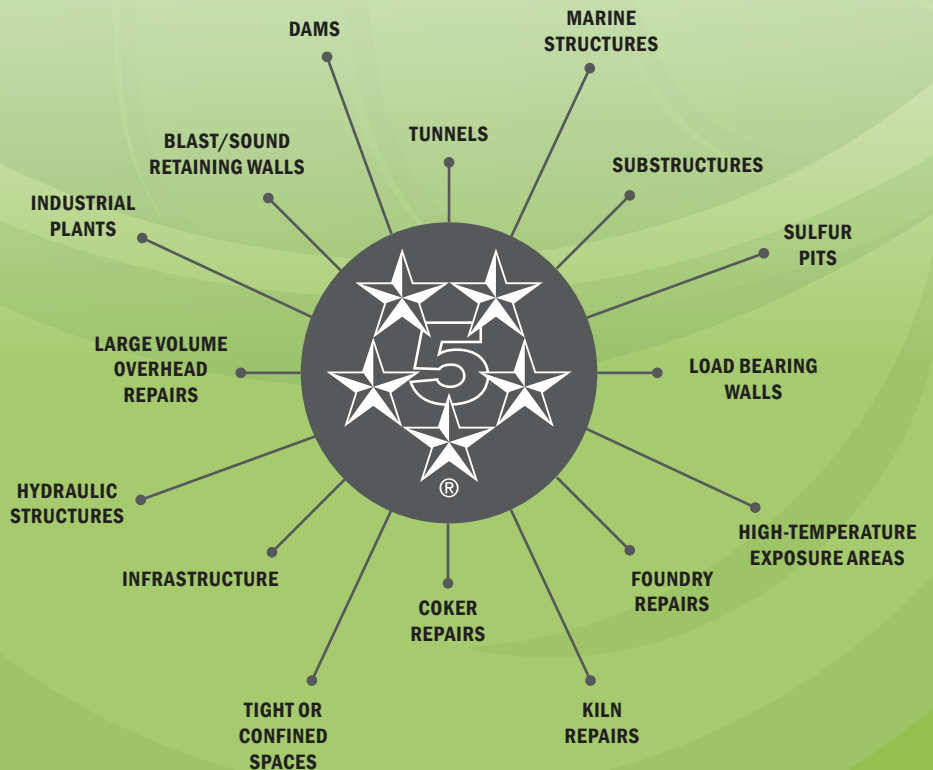 DAMS
MARINE
STRUCTURES
TUNNELS
BLAST/SOUND
RETAINING WALLS
SUBSTRUCTURES
INDUSTRIAL
PLANTS
SULFUR
PITS
5
LARGE VOLUME
OVERHEAD
REPAIRS
LOAD BEARING
WALLS
®
HYDRAULIC
STRUCTURES
HIGH-TEMPERATURE
EXPOSURE AREAS
INFRASTRUCTURE
FOUNDRY
REPAIRS
COKER
REPAIRS
TIGHT OR
CONFINED
SPACES
KILN
REPAIRS